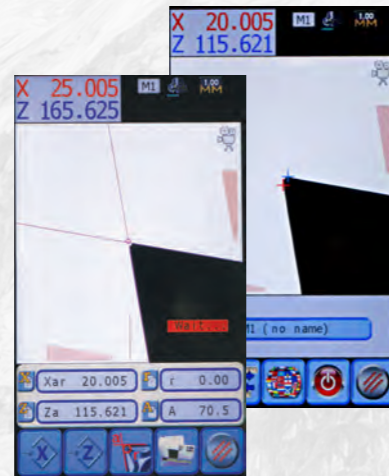 X 20.005
Z 115.621
M1
1.00
MM
X 25.005
Z 165.625
M1
1.00
MM
Wait...
Xar 20.005
r 0.00
Za 115.621
A 70.5
X
Z
M1 ( no name)